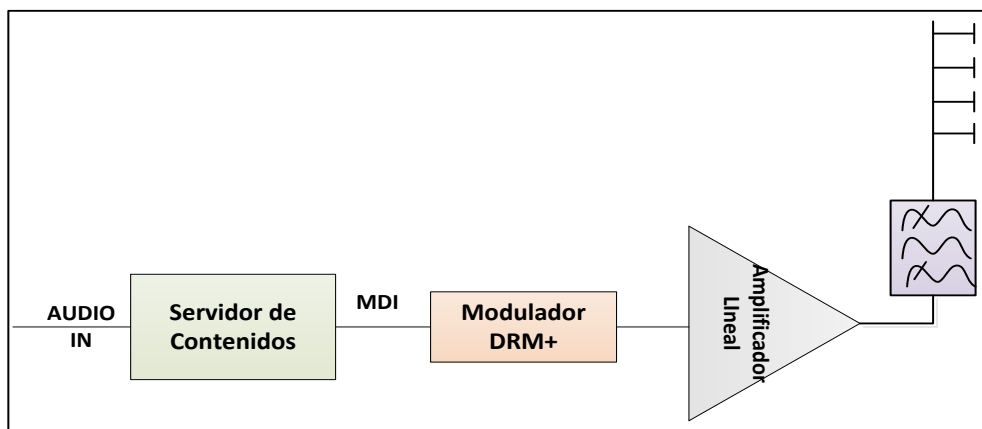 AUDIO
IN
Servidor de
Contenidos
MDI
Modulador
DRM+
Amplificador
LIneal